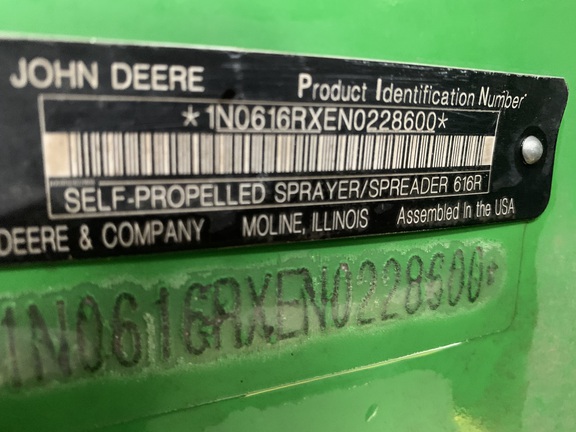 JOHN DEERE Product Identification Number
*1N0616RXEN0228600*
SELF-PROPELLED SPRAYER/SPREADER 616R
DEERE & COMPANY MOLINE, ILLINOIS Assembled In the USA
1N0616RXEN0228600*